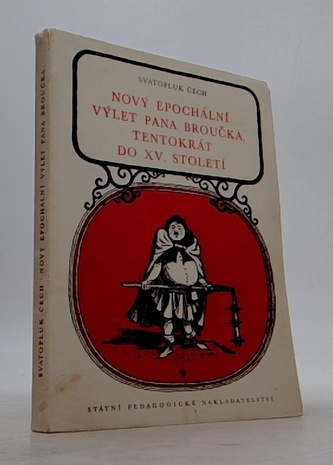 SVATOPLUK ČECH
NOVÝ EPOCHÁLNÍ
VÝLET PANA BROUČKA,
TENTOKRÁT
DO XV. STOLETÍ
STÁTNÍ PEDAGOGICKÉ NAKLADATELSTVÍ
SVATOPLUK ČECH · NOVÝ EPOCHÁLNÍ VÝLET PANA BROUČKA